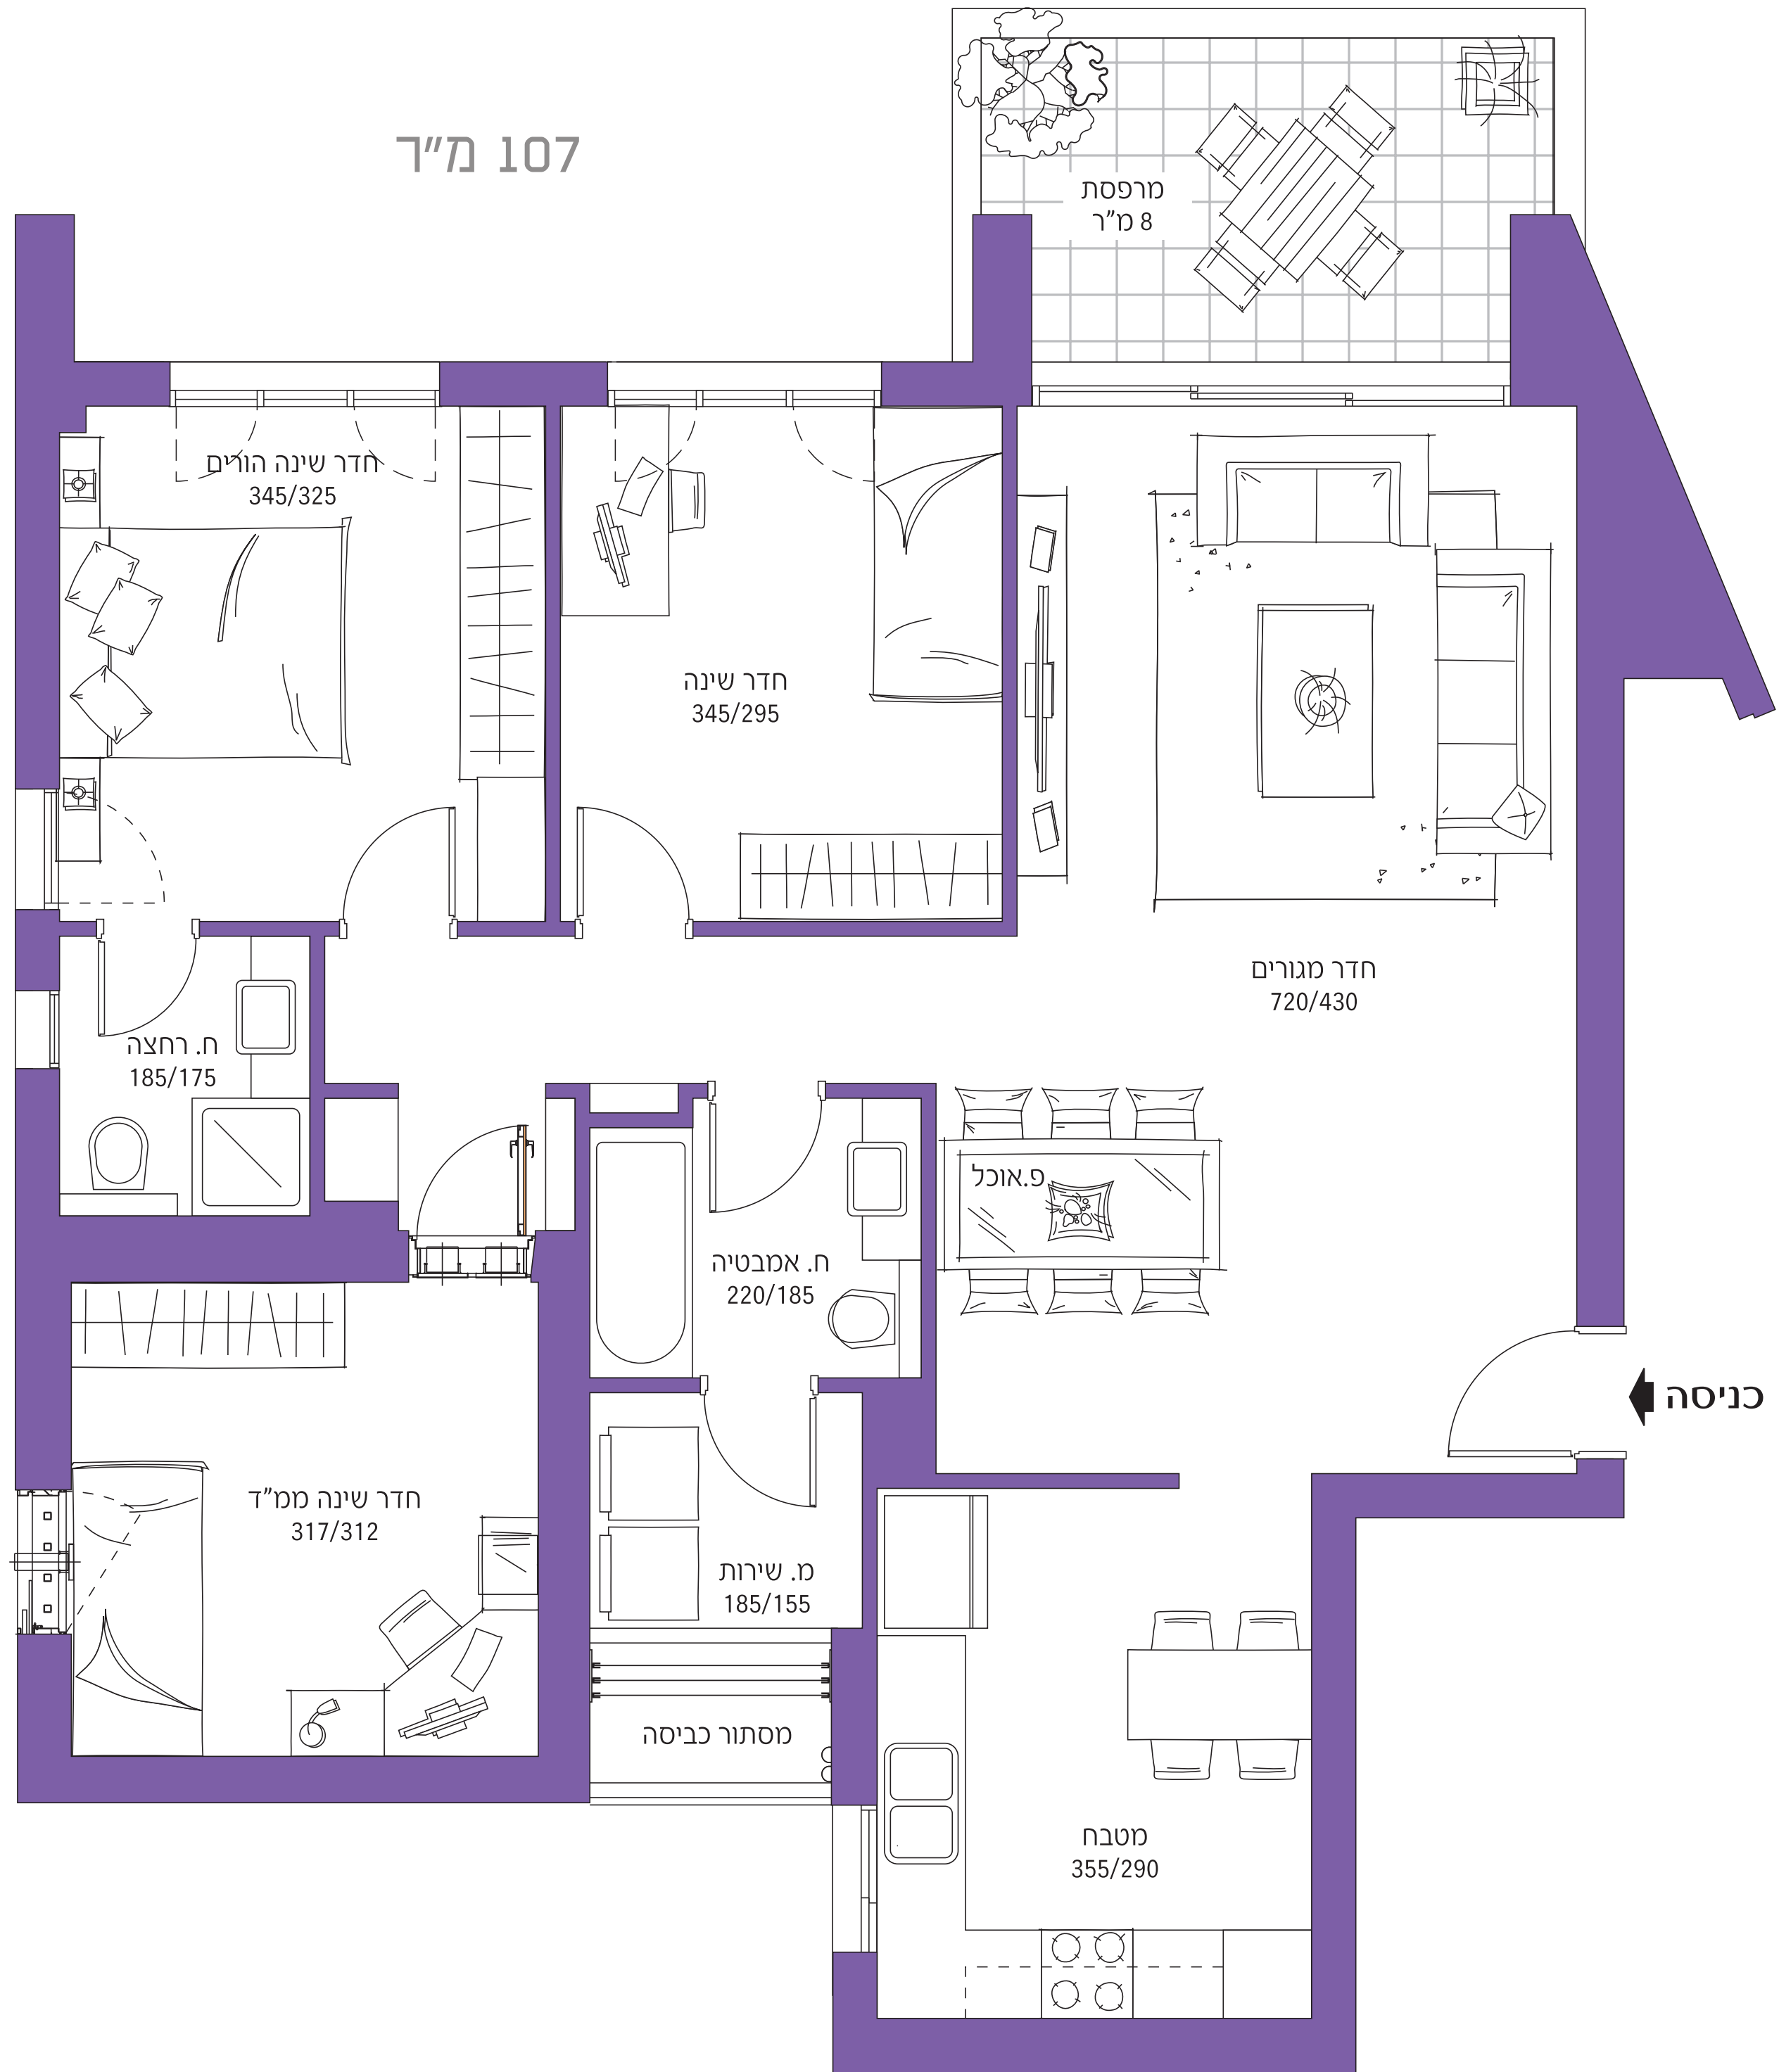 107 מ"ר
מרפסת
8 מ"ר
חדר שינה הורים
345/325
חדר שינה
345/295
חדר מגורים
720/430
ח. רחצה
185/175
פ.אוכל
ח. אמבטיה
220/185
כניסה
חדר שינה ממ"ד
317/312
מ. שירות
185/155
מסתור כביסה
מטבח
355/290